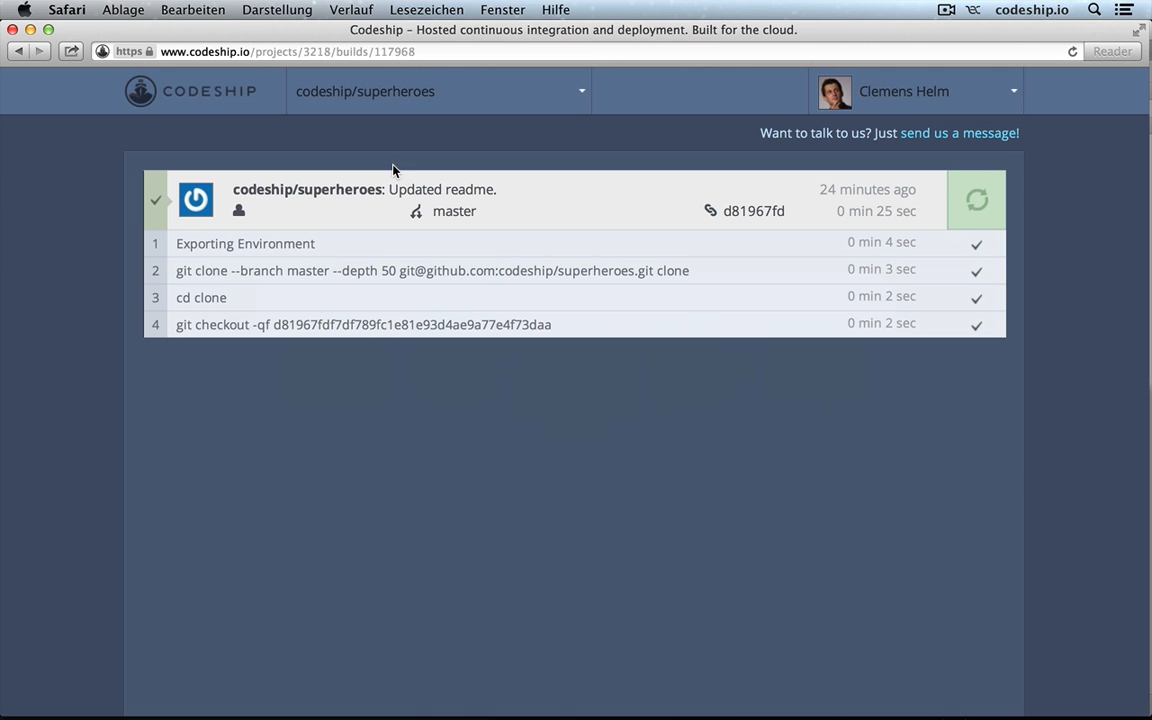 Safari Ablage Bearbeiten Darstellung Verlauf Lesezeichen Fenster Hilfe codeship.io
Codeship – Hosted continuous integration and deployment. Built for the cloud.
https www.codeship.io/projects/3218/builds/117968 Reader
CODESHIP codeship/superheroes Clemens Helm
Want to talk to us? Just send us a message!
codeship/superheroes: Updated readme. 24 minutes ago
master d81967fd 0 min 25 sec
1 Exporting Environment 0 min 4 sec
2 git clone --branch master --depth 50 git@github.com:codeship/superheroes.git clone 0 min 3 sec
3 cd clone 0 min 2 sec
4 git checkout -qf d81967fdf7df789fc1e81e93d4ae9a77e4f73daa 0 min 2 sec